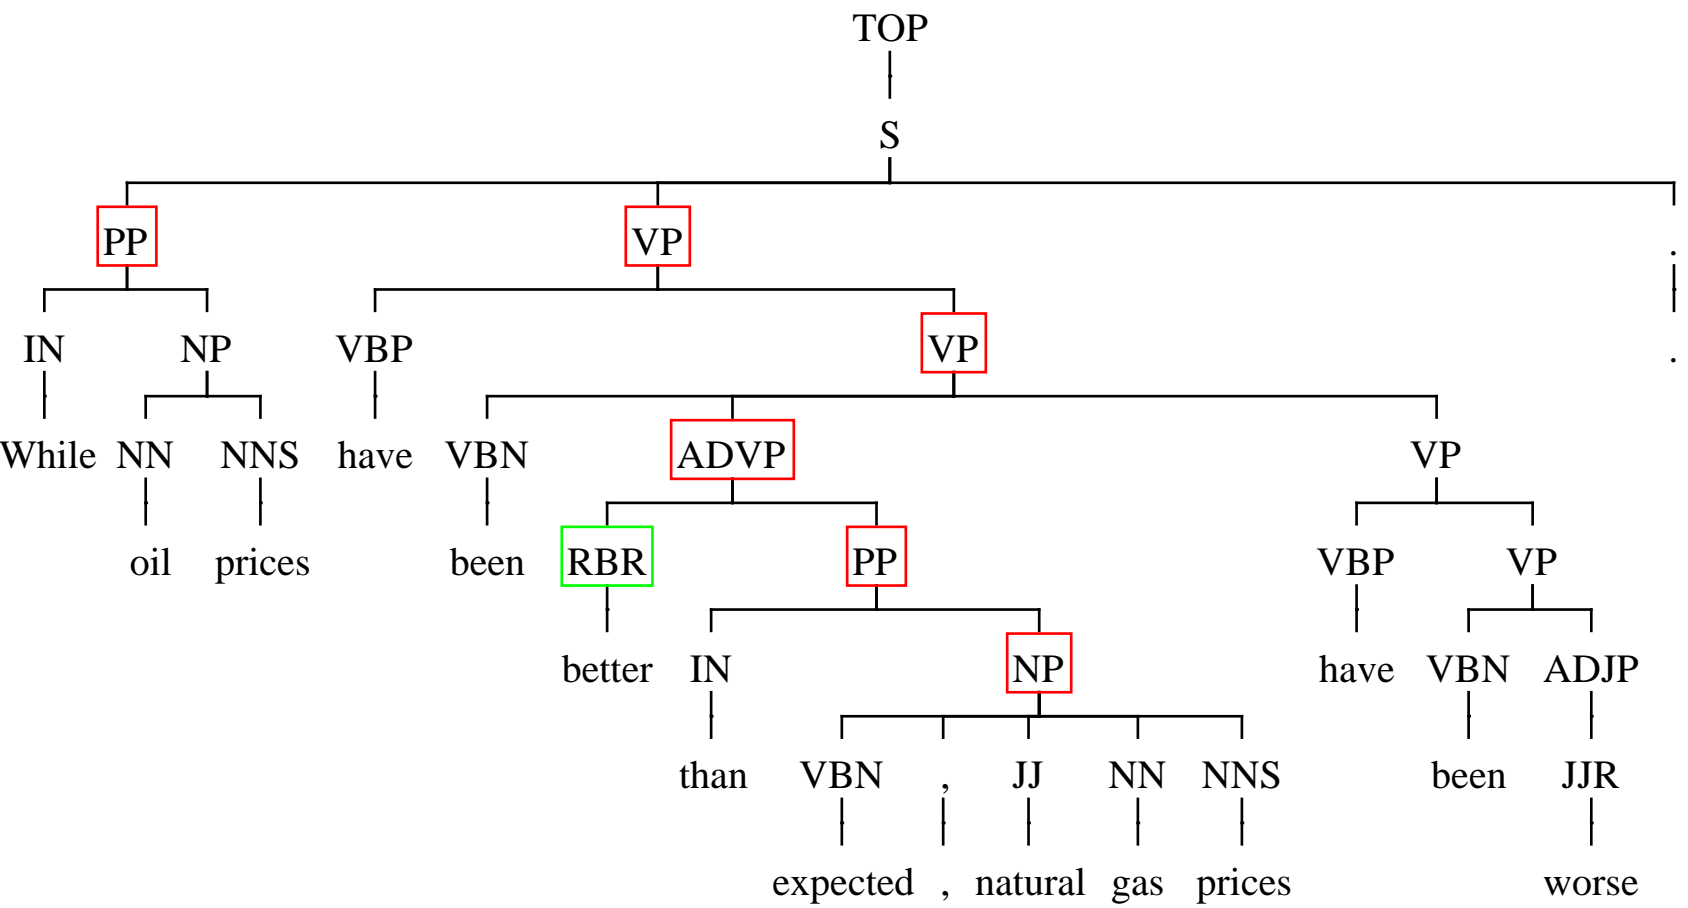 TOP
S
PP VP .
IN NP VBP VP .
While NN NNS have VBN ADVP VP
oil prices been RBR PP VBP VP
better IN NP have VBN ADJP
than VBN , JJ NN NNS been JJR
expected , natural gas prices worse